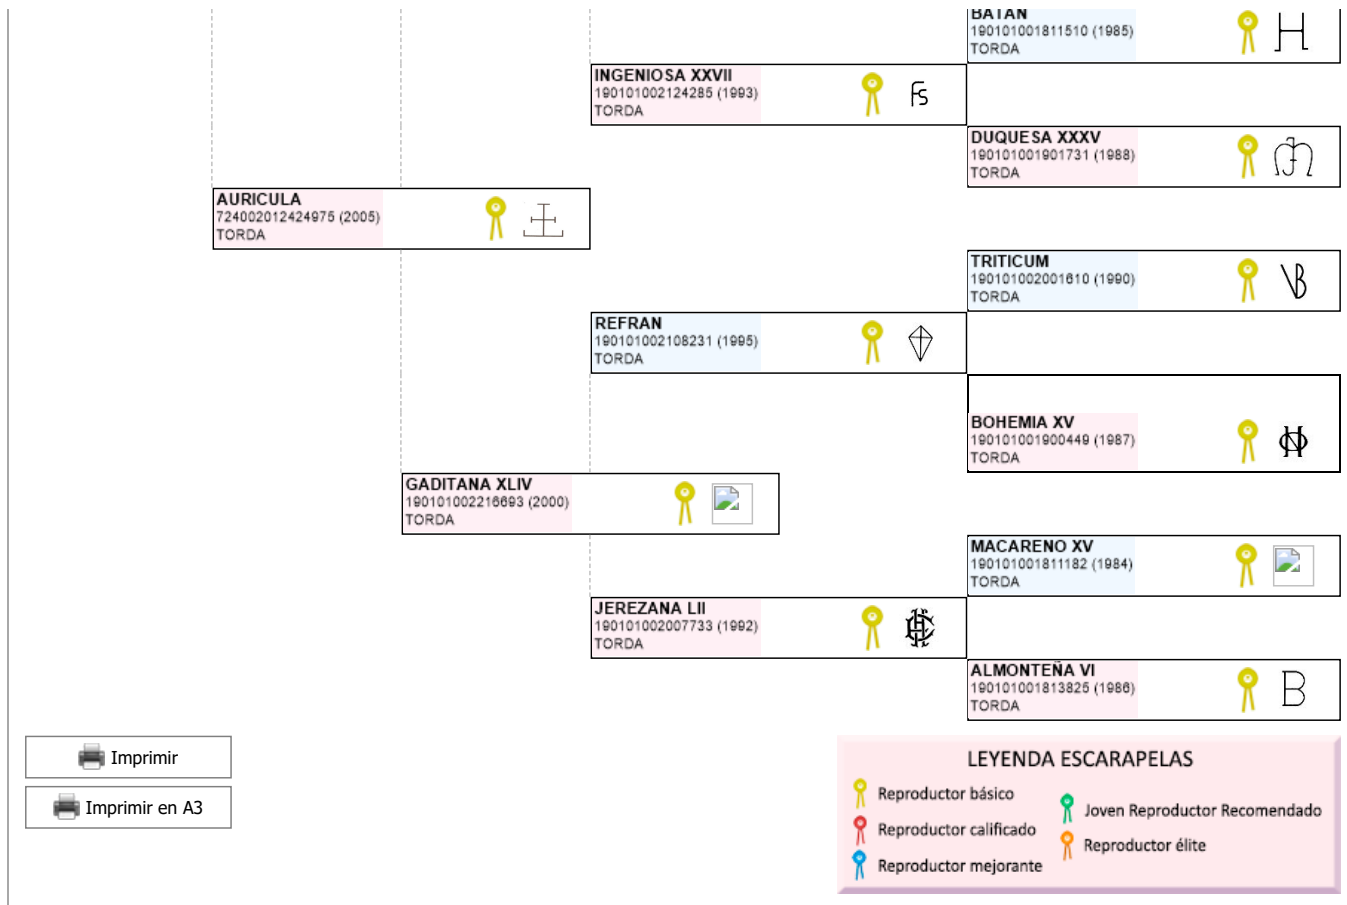 BATAN
190101001811510 (1985)
TORDA
INGENIOSA XXVII
190101002124285 (1993)
TORDA
DUQUESA XXXV
190101001901731 (1988)
TORDA
AURICULA
724002012424975 (2005)
TORDA
TRITICUM
190101002001610 (1990)
TORDA
REFRAN
190101002108231 (1995)
TORDA
BOHEMIA XV
190101001900449 (1987)
TORDA
GADITANA XLIV
190101002216693 (2000)
TORDA
MACARENO XV
190101001811182 (1984)
TORDA
JEREZANA LII
190101002007733 (1992)
TORDA
ALMONTEÑA VI
190101001813825 (1986)
TORDA
Imprimir
Imprimir en A3
LEYENDA ESCARAPELAS
Reproductor básico
Reproductor calificado
Reproductor mejorante
Joven Reproductor Recomendado
Reproductor élite